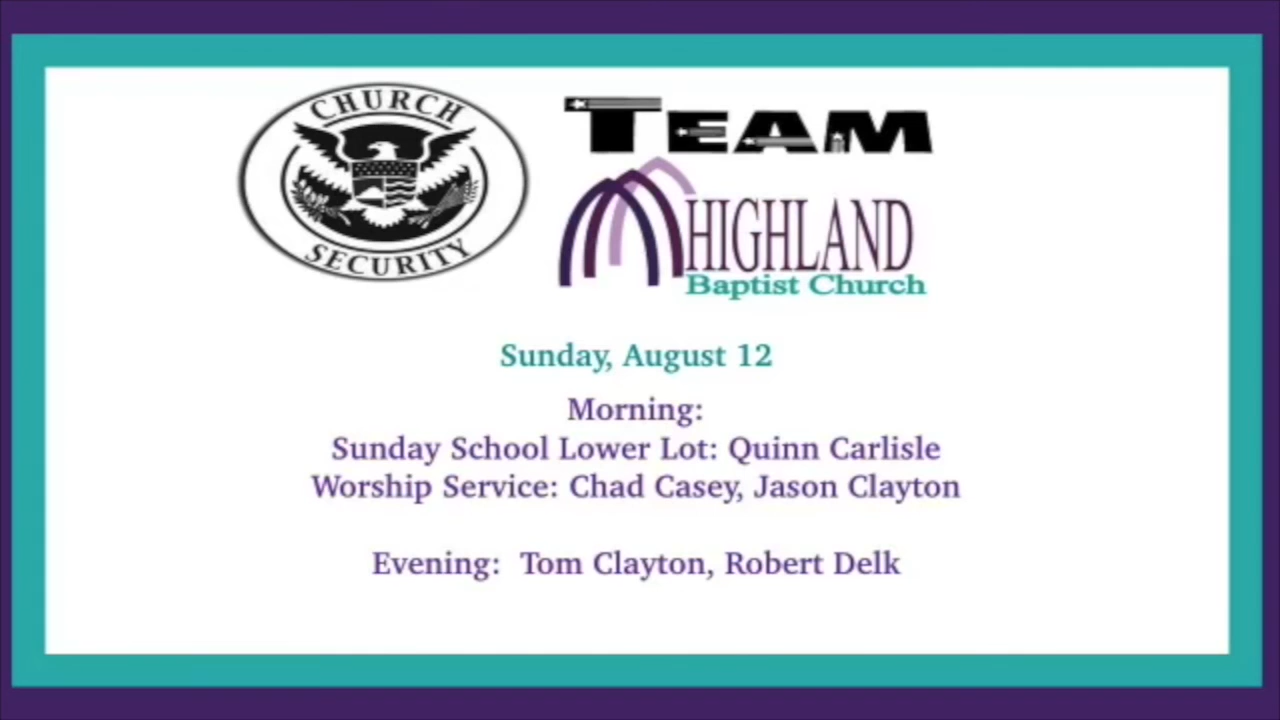 CHURCH
SECURITY
TEAM
HIGHLAND
Baptist Church
Sunday, August 12
Morning:
Sunday School Lower Lot: Quinn Carlisle
Worship Service: Chad Casey, Jason Clayton
Evening: Tom Clayton, Robert Delk